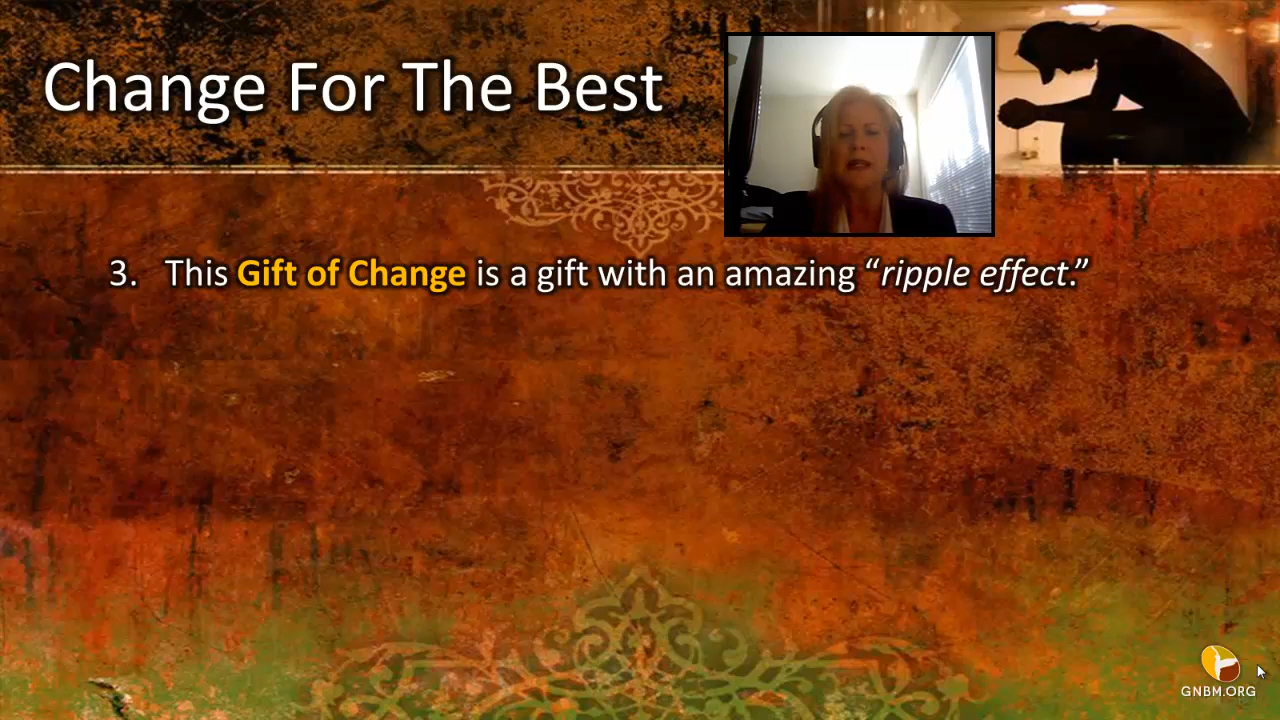 Change For The Best
3. This Gift of Change is a gift with an amazing “ripple effect.”
GNBM.ORG